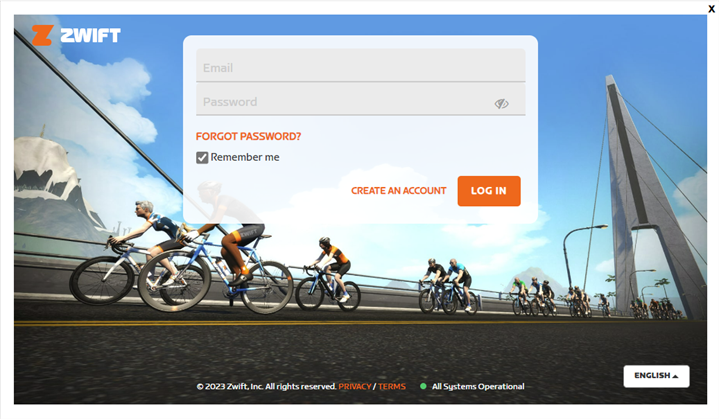 X
ZWIFT
Email
Password
FORGOT PASSWORD?
Remember me
CREATE AN ACCOUNT
LOG IN
ENGLISH
© 2023 Zwift, Inc. All rights reserved. PRIVACY / TERMS All Systems Operational